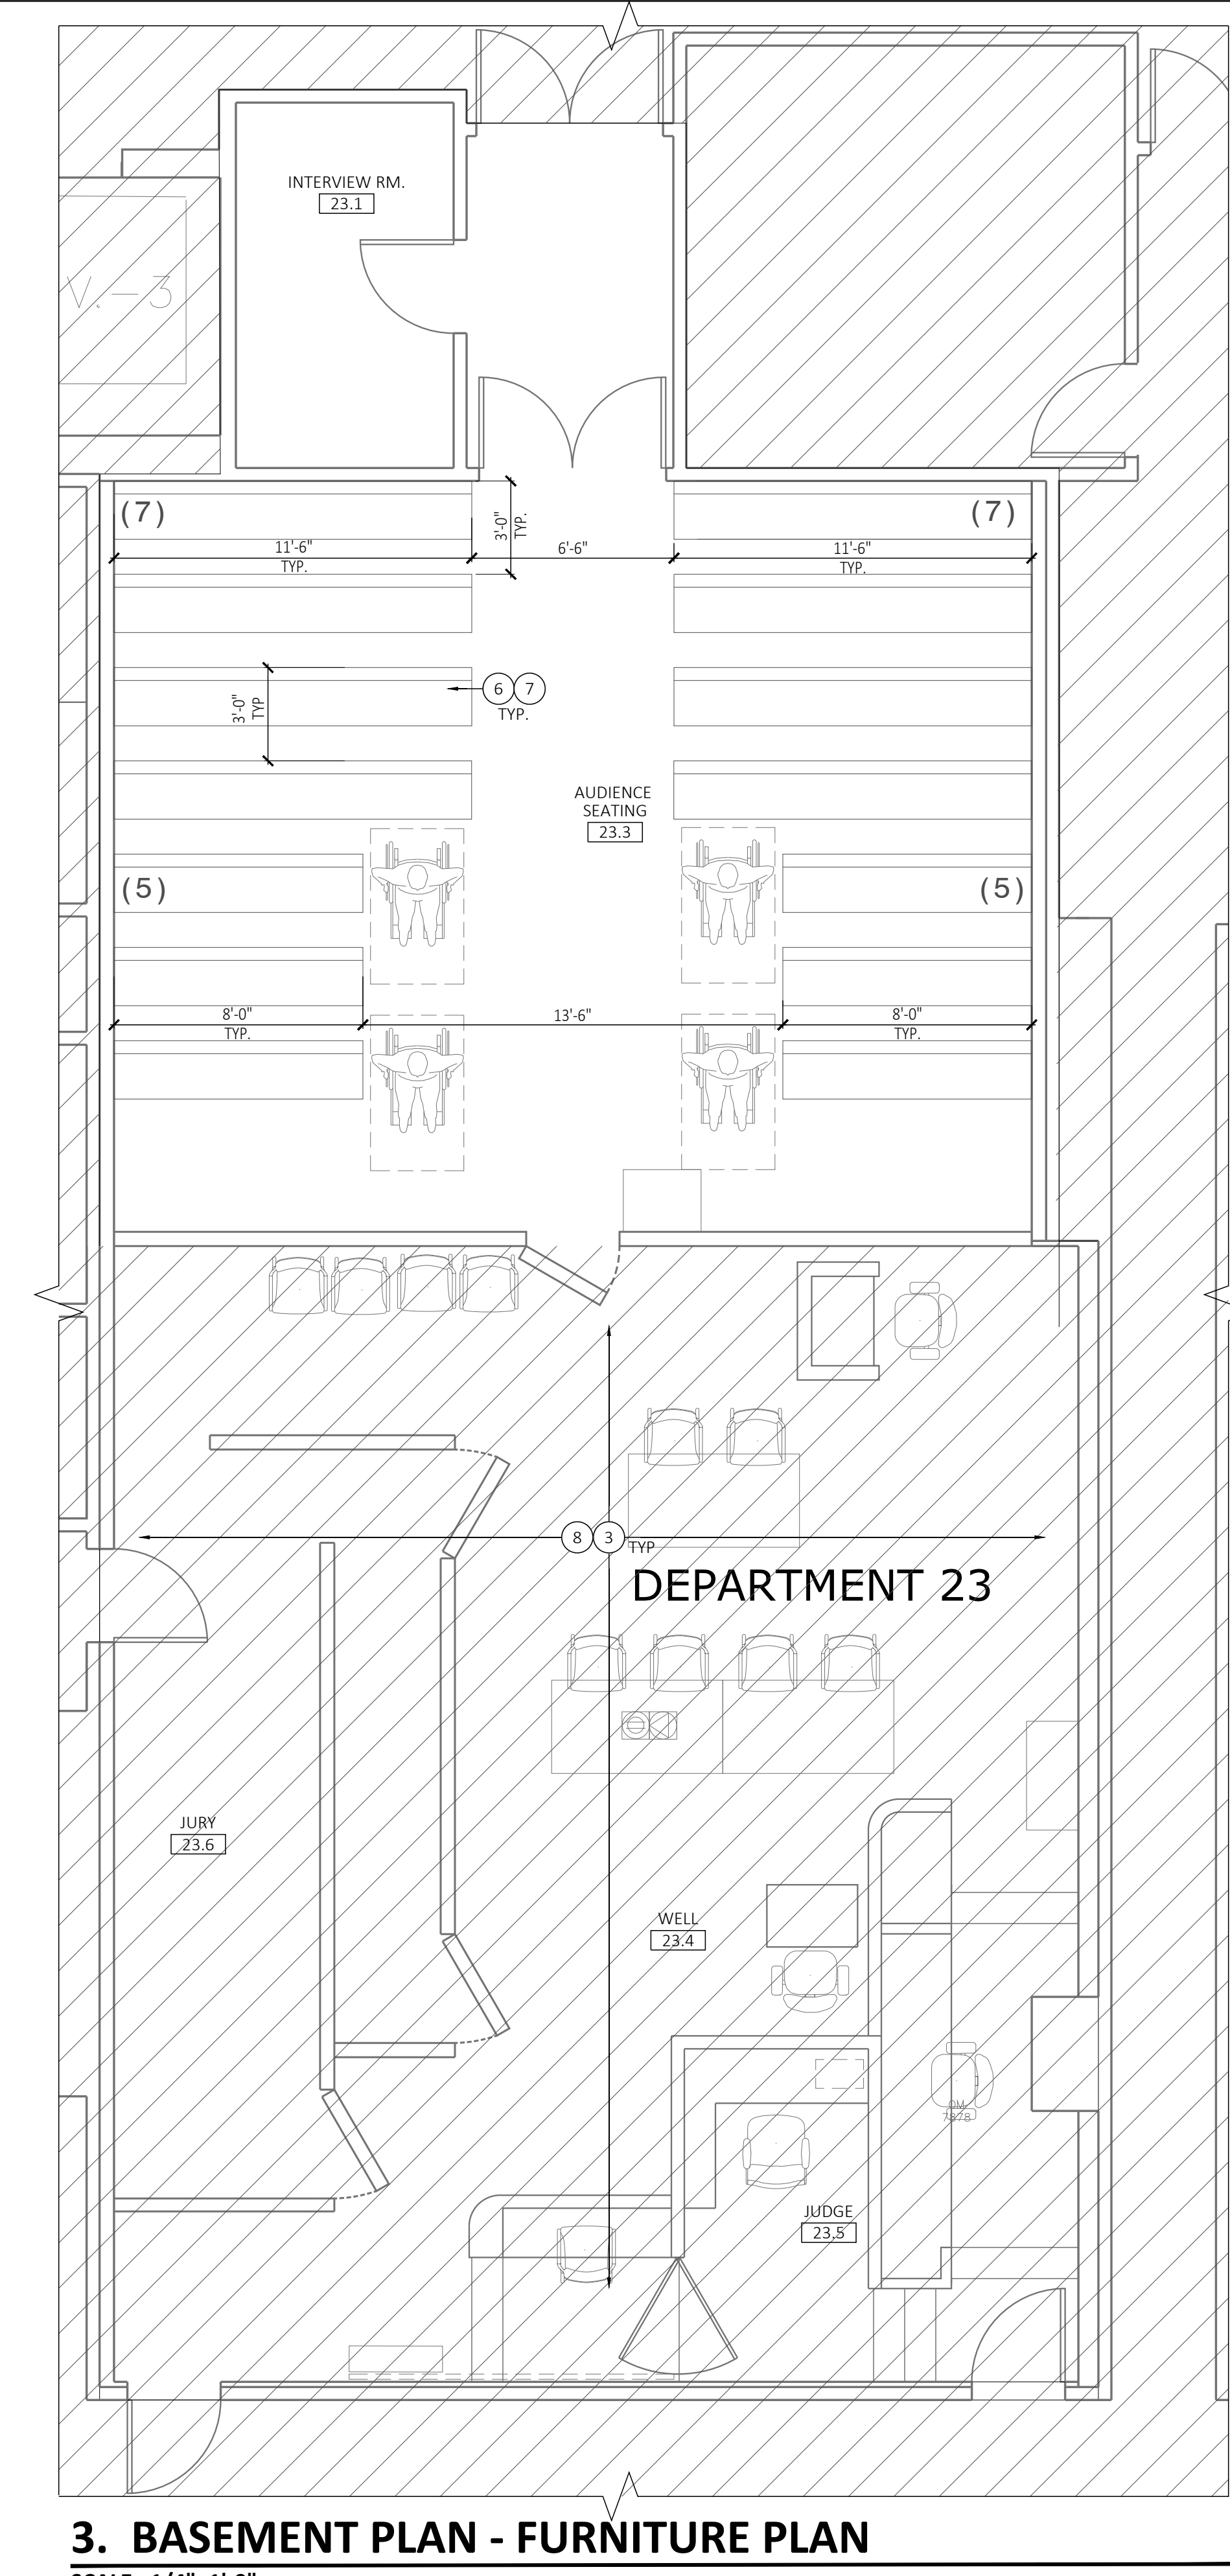 INTERVIEW RM.
23.1
V.-3
(7)
(7)
3'-0"
TYP.
11'-6"
TYP.
6'-6"
11'-6"
TYP.
3'-0"
TYP
6 7
TYP.
AUDIENCE
SEATING
23.3
(5)
(5)
8'-0"
TYP.
13'-6"
8'-0"
TYP.
8 3
TYP
DEPARTMENT 23
JURY
23.6
WELL
23.4
JUDGE
23.5
3. BASEMENT PLAN - FURNITURE PLAN